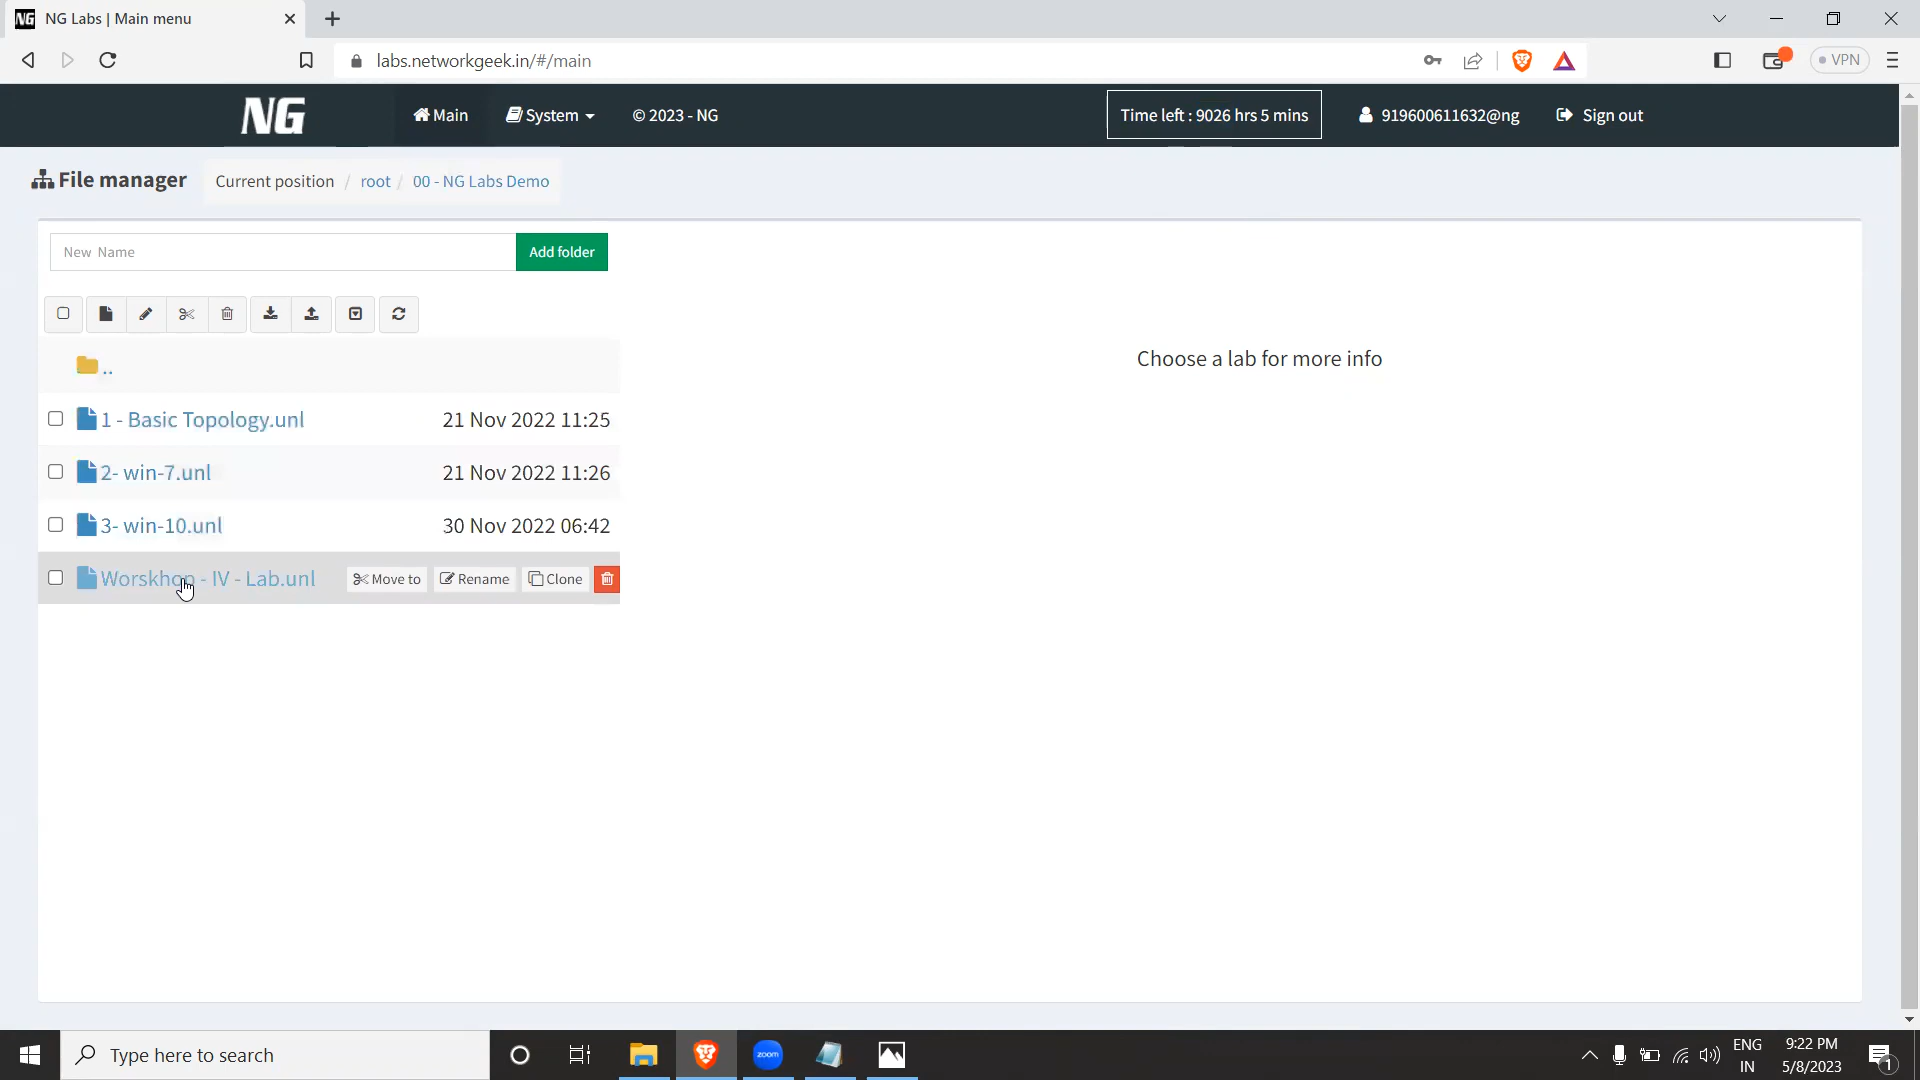 NG NG Labs | Main menu
labs.networkgeek.in/#/main
VPN
NG Main System © 2023 - NG Time left : 9026 hrs 5 mins 919600611632@ng Sign out
File manager Current position / root / 00 - NG Labs Demo
New Name Add folder
..
Choose a lab for more info
1 - Basic Topology.unl 21 Nov 2022 11:25
2- win-7.unl 21 Nov 2022 11:26
3- win-10.unl 30 Nov 2022 06:42
Worskhop - IV - Lab.unl Move to Rename Clone
Type here to search zoom ENG 9:22 PM
IN 5/8/2023 1